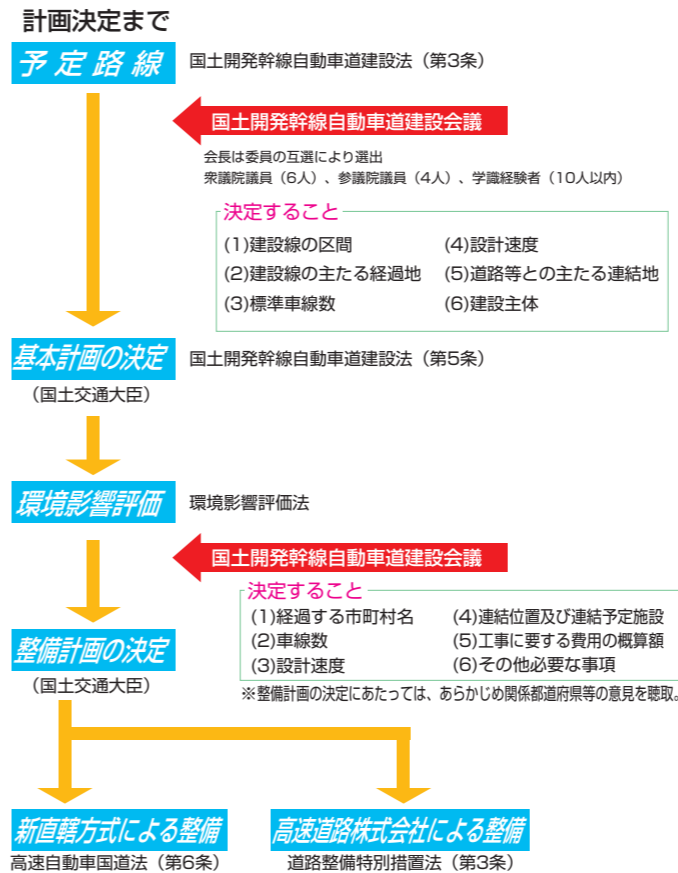 計画決定まで
予定路線
国土開発幹線自動車道建設法（第3条）
国土開発幹線自動車道建設会議
会長は委員の互選により選出
衆議院議員（6人）、参議院議員（4人）、学識経験者（10人以内）
決定すること
(1)建設線の区間
(2)建設線の主たる経過地
(3)標準車線数
(4)設計速度
(5)道路等との主たる連結地
(6)建設主体
基本計画の決定
国土開発幹線自動車道建設法（第5条）
（国土交通大臣）
環境影響評価
環境影響評価法
国土開発幹線自動車道建設会議
決定すること
(1)経過する市町村名
(2)車線数
(3)設計速度
(4)連結位置及び連結予定施設
(5)工事に要する費用の概算額
(6)その他必要な事項
整備計画の決定
（国土交通大臣）
※整備計画の決定にあたっては、あらかじめ関係都道府県等の意見を聴取。
新直轄方式による整備
高速自動車国道法（第6条）
高速道路株式会社による整備
道路整備特別措置法（第3条）